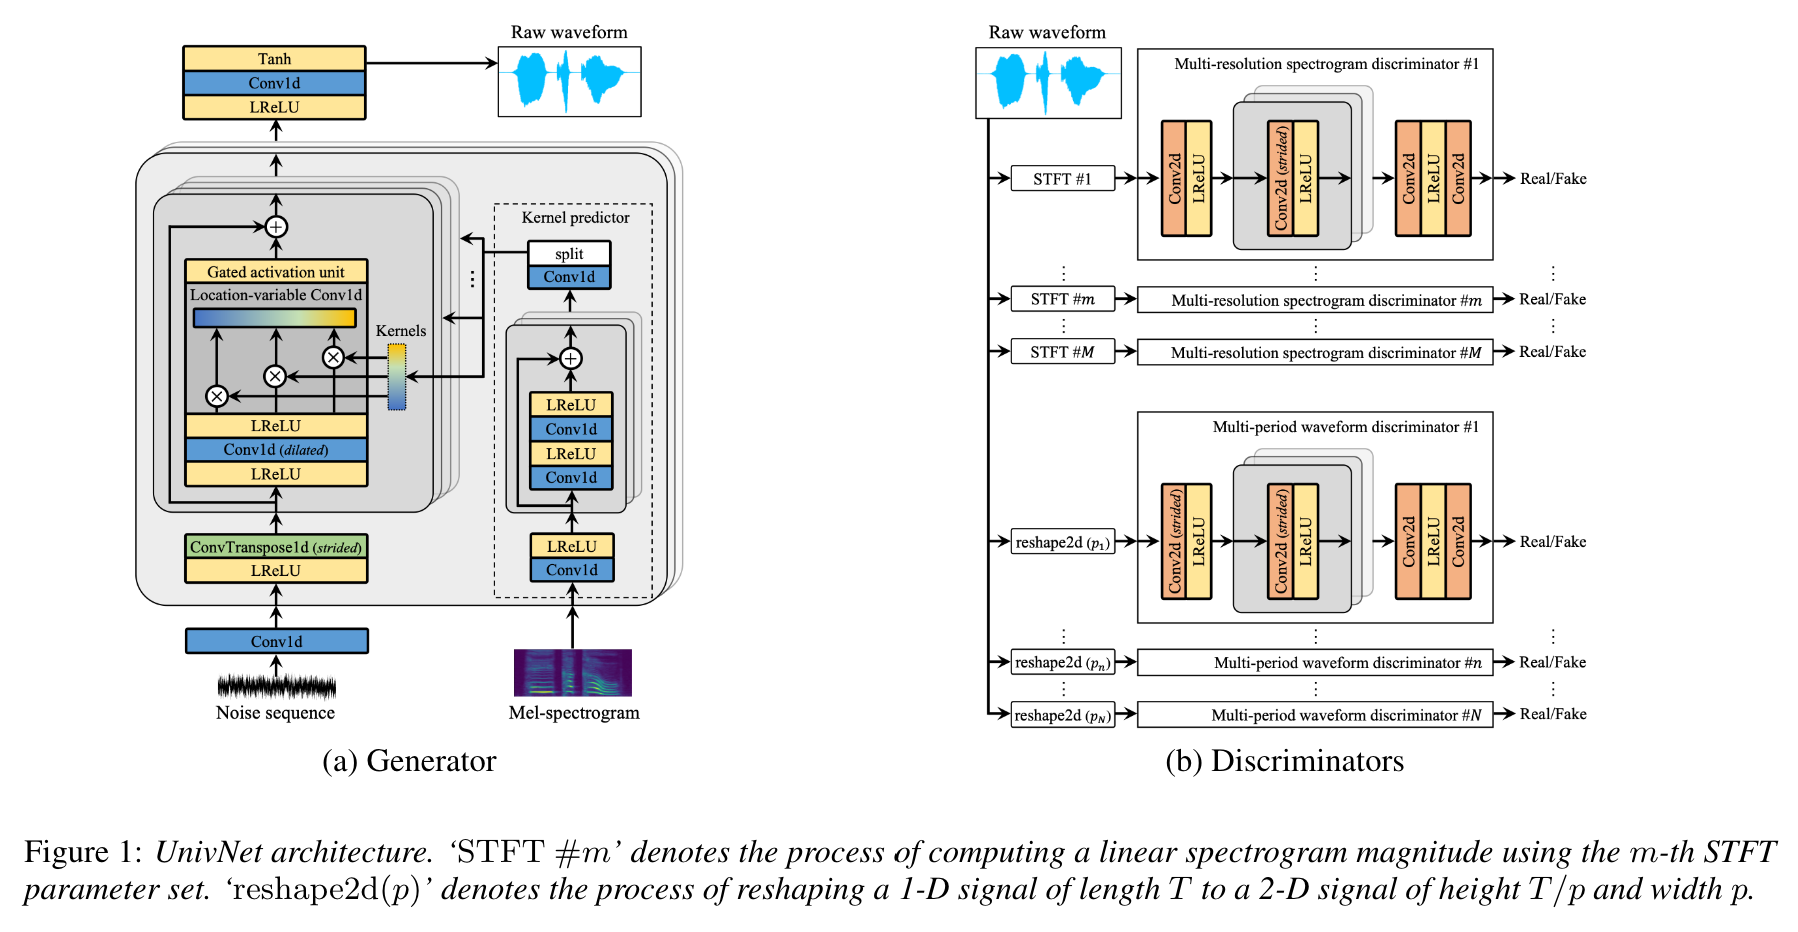 Raw waveform
Tanh
Conv1d
LReLU
Kernel predictor
split
Conv1d
Gated activation unit
Location-variable Conv1d
Kernels
LReLU
Conv1d (dilated)
LReLU
LReLU
Conv1d
LReLU
Conv1d
ConvTranspose1d (strided)
LReLU
LReLU
Conv1d
Conv1d
Noise sequence
Mel-spectrogram
(a) Generator
Raw waveform
Multi-resolution spectrogram discriminator #1
STFT #1
Conv2d
LReLU
Conv2d (strided)
LReLU
Conv2d
LReLU
Conv2d
Real/Fake
STFT #m
Multi-resolution spectrogram discriminator #m
Real/Fake
STFT #M
Multi-resolution spectrogram discriminator #M
Real/Fake
Multi-period waveform discriminator #1
reshape2d (p₁)
Conv2d (strided)
LReLU
Conv2d (strided)
LReLU
Conv2d
LReLU
Conv2d
Real/Fake
reshape2d (pₙ)
Multi-period waveform discriminator #n
Real/Fake
reshape2d (p_N)
Multi-period waveform discriminator #N
Real/Fake
(b) Discriminators
Figure 1: UnivNet architecture. ‘STFT #m’ denotes the process of computing a linear spectrogram magnitude using the m-th STFT
parameter set. ‘reshape2d(p)’ denotes the process of reshaping a 1-D signal of length T to a 2-D signal of height T/p and width p.